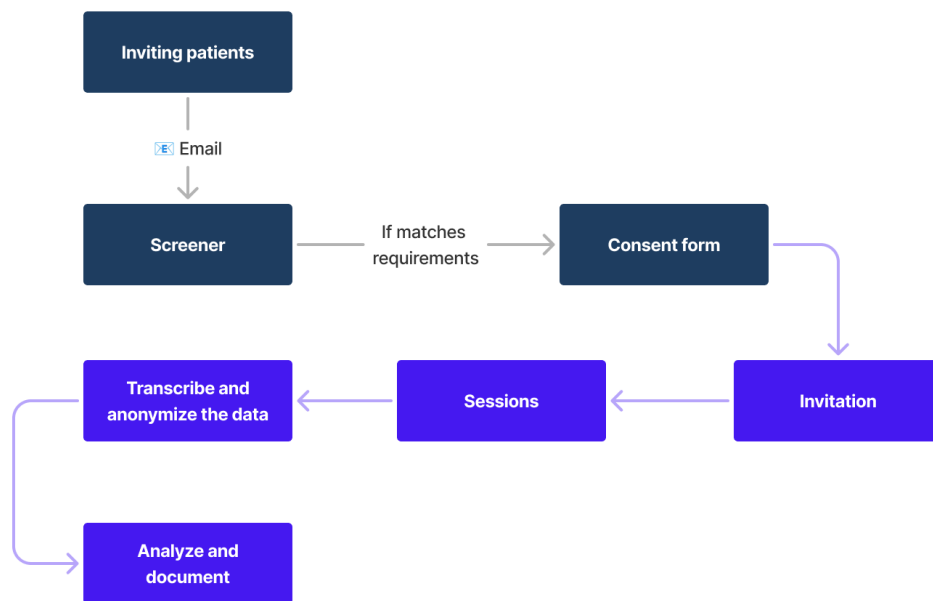 Inviting patients
📧 Email
Screener
If matches
requirements
Consent form
Transcribe and
anonymize the data
Sessions
Invitation
Analyze and
document